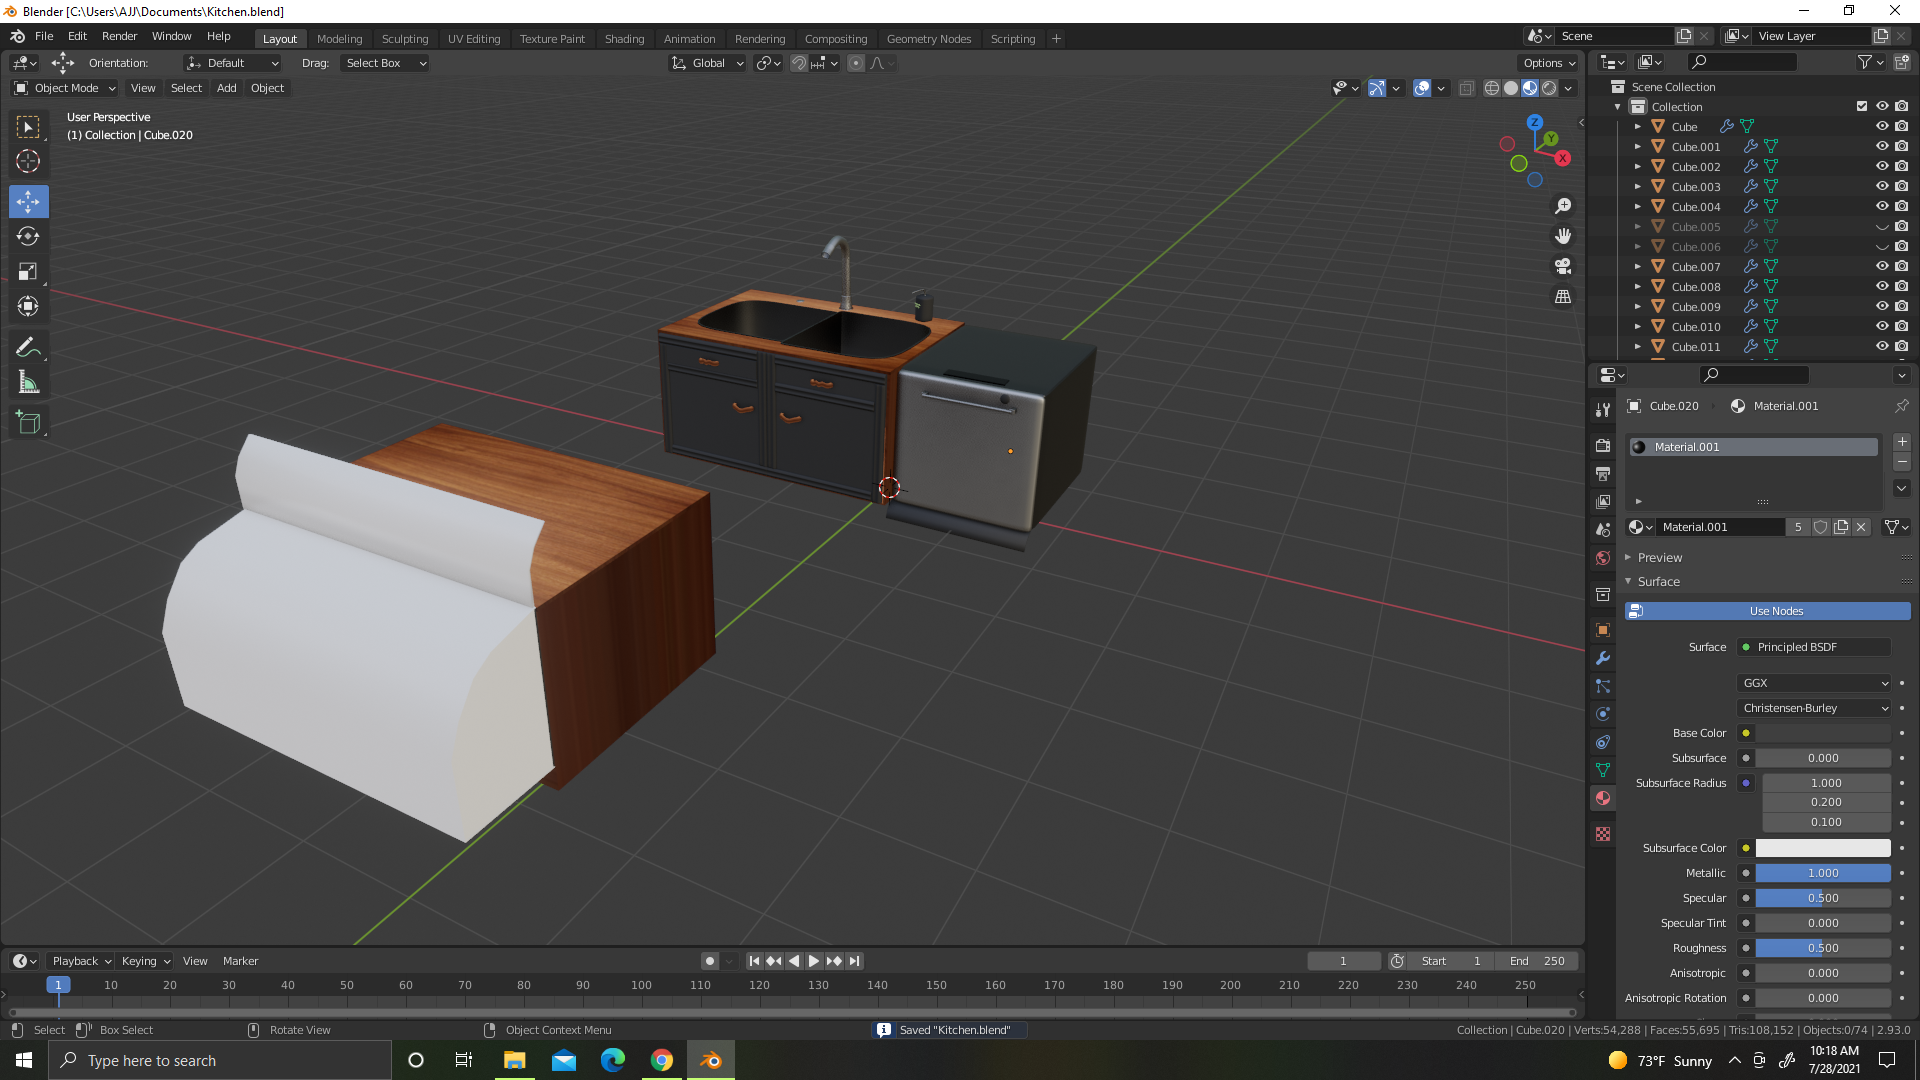 Blender [C:\Users\AJJ\Documents\Kitchen.blend]
File Edit Render Window Help Layout Modeling Sculpting UV Editing Texture Paint Shading Animation Rendering Compositing Geometry Nodes Scripting + Scene View Layer
Orientation: Default Drag: Select Box Global Options
Object Mode View Select Add Object
User Perspective
(1) Collection | Cube.020
Z
Y
X
Scene Collection
Collection
Cube
Cube.001
Cube.002
Cube.003
Cube.004
Cube.005
Cube.006
Cube.007
Cube.008
Cube.009
Cube.010
Cube.011
Cube.020 Material.001
Material.001
Material.001 5
Preview
Surface
Use Nodes
Surface Principled BSDF
GGX
Christensen-Burley
Base Color
Subsurface 0.000
Subsurface Radius 1.000
0.200
0.100
Subsurface Color
Metallic 1.000
Specular 0.500
Specular Tint 0.000
Roughness 0.500
Anisotropic 0.000
Anisotropic Rotation 0.000
Playback Keying View Marker 1 Start 1 End 250
1 10 20 30 40 50 60 70 80 90 100 110 120 130 140 150 160 170 180 190 200 210 220 230 240 250
Select Box Select Rotate View Object Context Menu Saved "Kitchen.blend" Collection | Cube.020 | Verts:54,288 | Faces:55,695 | Tris:108,152 | Objects:0/74 | 2.93.0
Type here to search 73°F Sunny 10:18 AM
7/28/2021